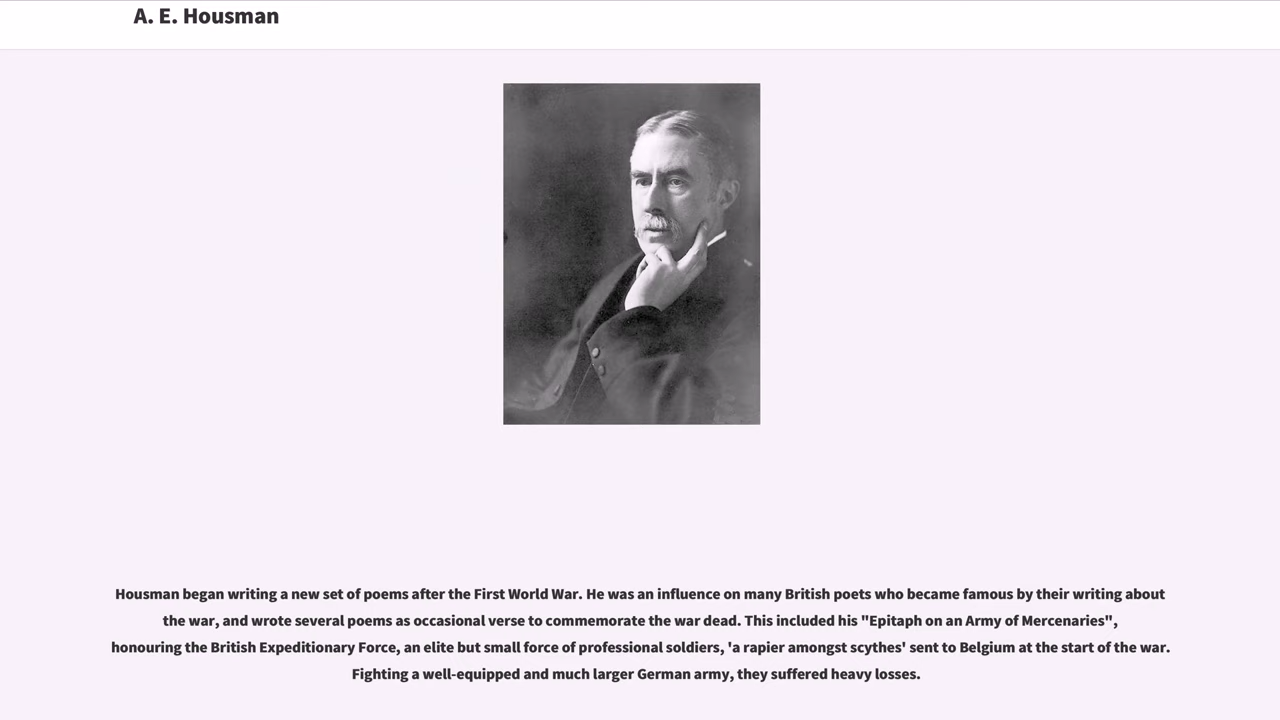 A. E. Housman
Housman began writing a new set of poems after the First World War. He was an influence on many British poets who became famous by their writing about
the war, and wrote several poems as occasional verse to commemorate the war dead. This included his "Epitaph on an Army of Mercenaries",
honouring the British Expeditionary Force, an elite but small force of professional soldiers, 'a rapier amongst scythes' sent to Belgium at the start of the war.
Fighting a well-equipped and much larger German army, they suffered heavy losses.